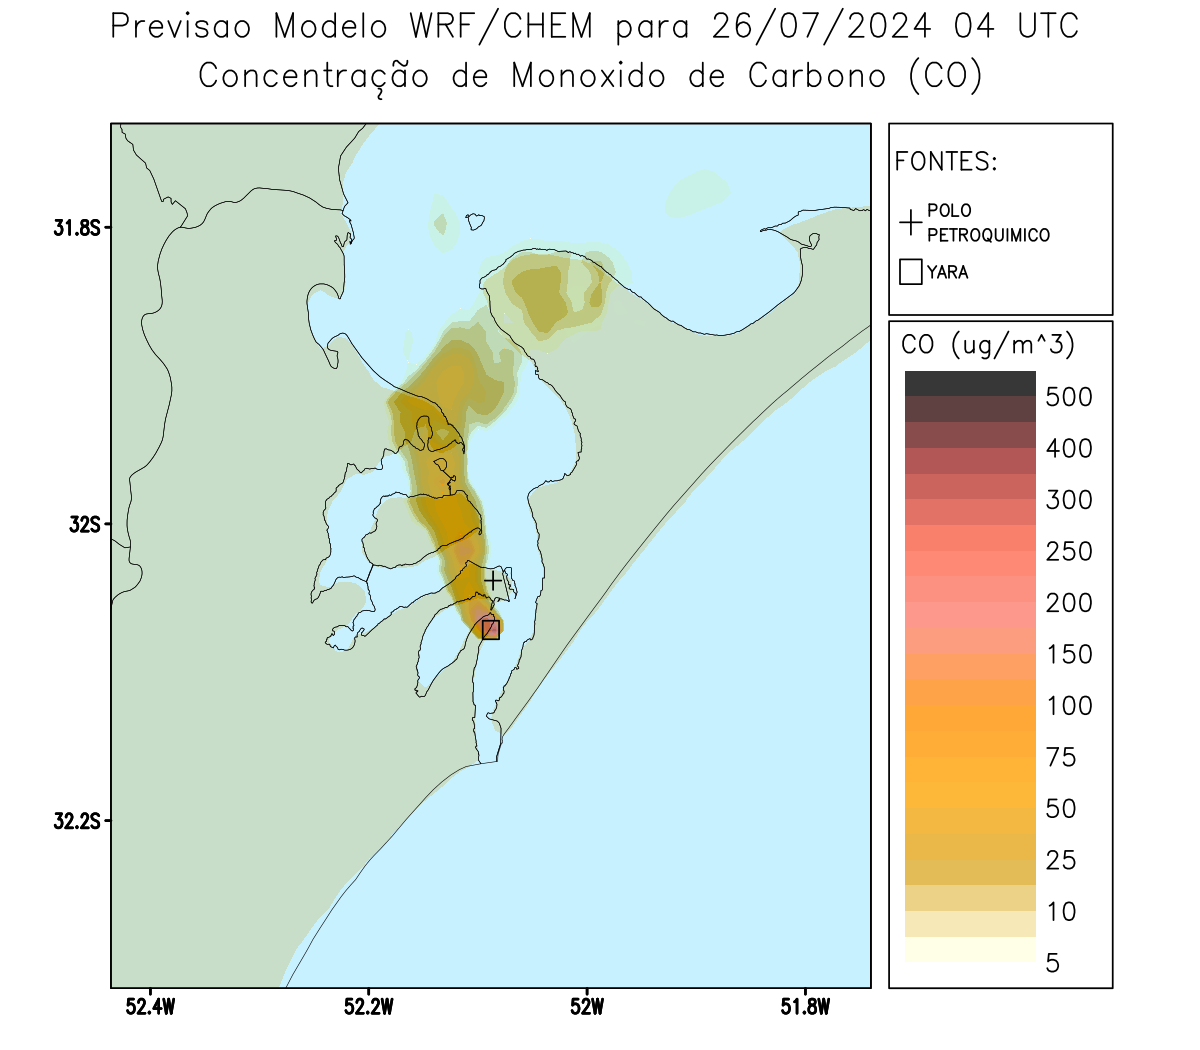 Previsao Modelo WRF/CHEM para 26/07/2024 04 UTC
Concentração de Monoxido de Carbono (CO)
FONTES:
POLO
PETROQUIMICO
YARA
CO (ug/m^3)
500
400
300
250
200
150
100
75
50
25
10
5
31.8S
32S
32.2S
52.4W
52.2W
52W
51.8W